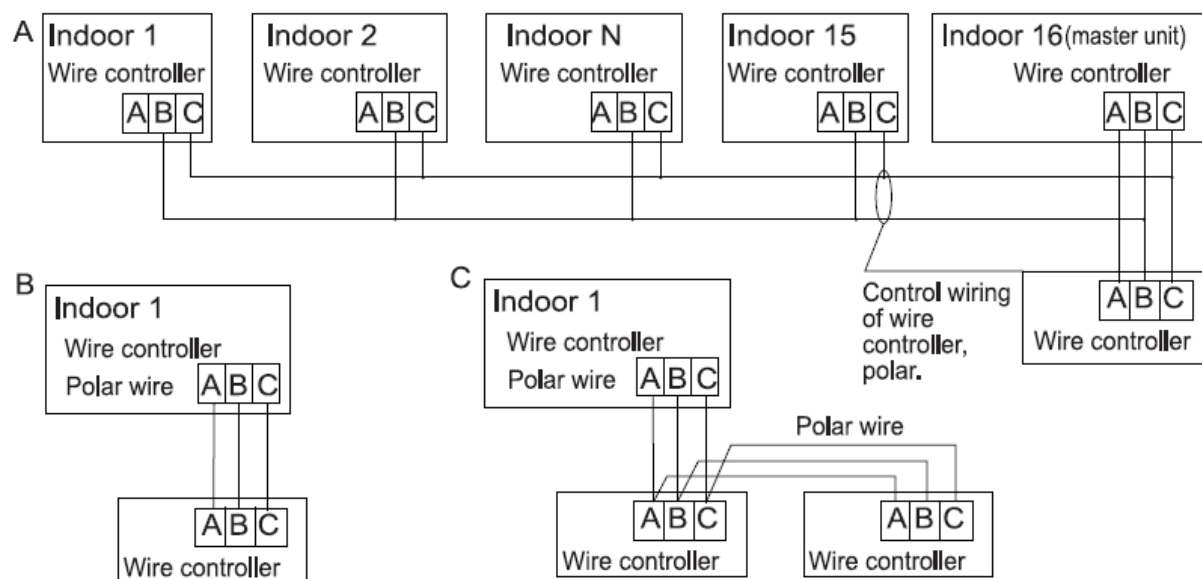 A
Indoor 1
Wire controller
A B C
Indoor 2
Wire controller
A B C
Indoor N
Wire controller
A B C
Indoor 15
Wire controller
A B C
Indoor 16 (master unit)
Wire controller
A B C
Control wiring
of wire
controller,
polar.
A B C
Wire controller
B
Indoor 1
Wire controller
Polar wire
A B C
A B C
Wire controller
C
Indoor 1
Wire controller
Polar wire
A B C
Polar wire
A B C
Wire controller
A B C
Wire controller